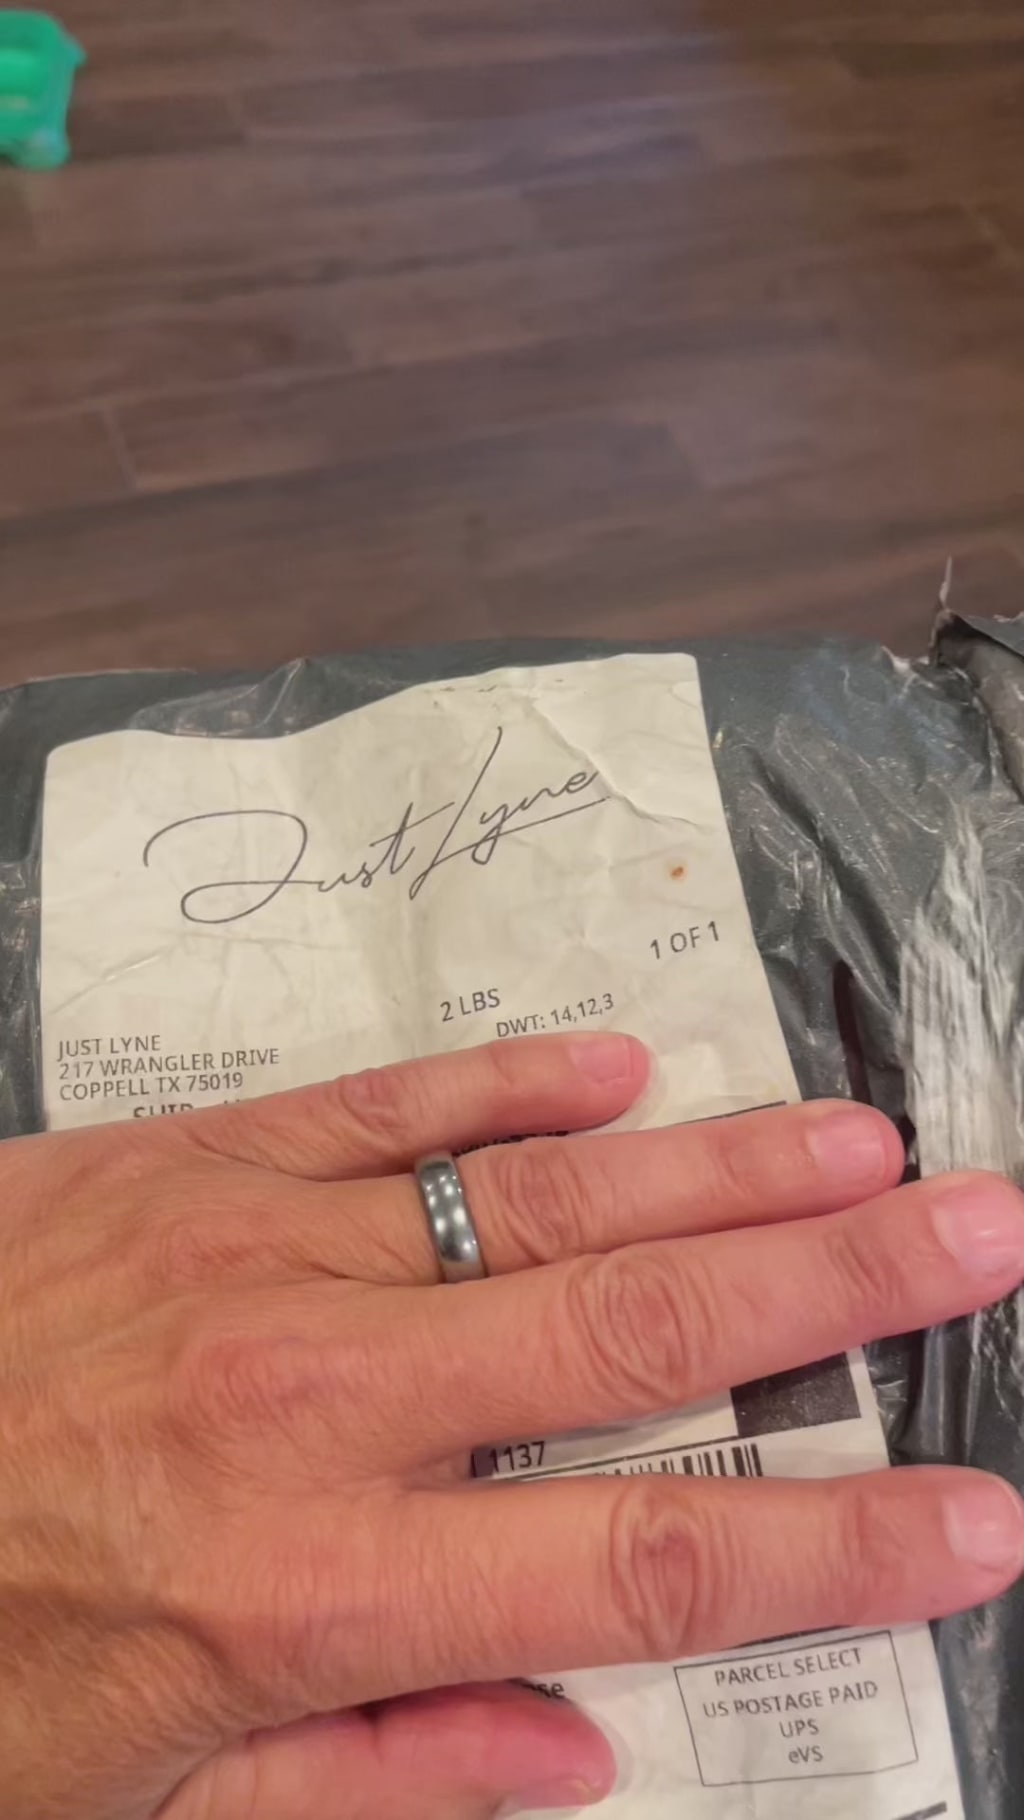 Just Lyne
1 OF 1
2 LBS
DWT: 14,12,3
JUST LYNE
217 WRANGLER DRIVE
COPPELL TX 75019
1137
PARCEL SELECT
US POSTAGE PAID
UPS
eVS